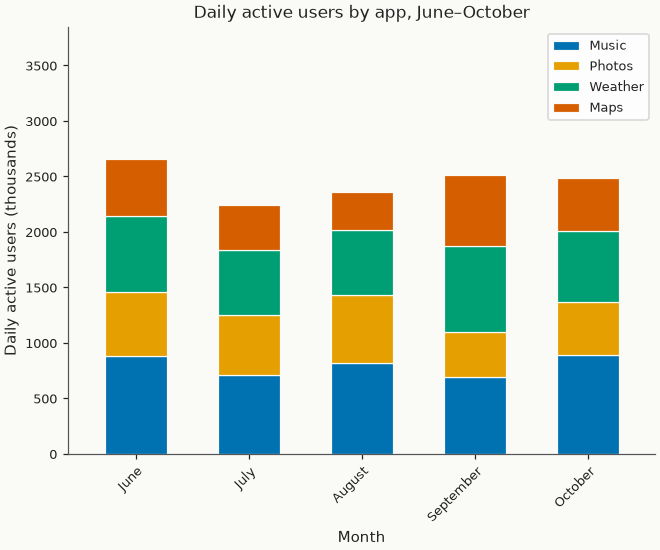 Daily active users by app, June–October
Music
Photos
Weather
Maps
Daily active users (thousands)
3500
3000
2500
2000
1500
1000
500
0
June
July
August
September
October
Month